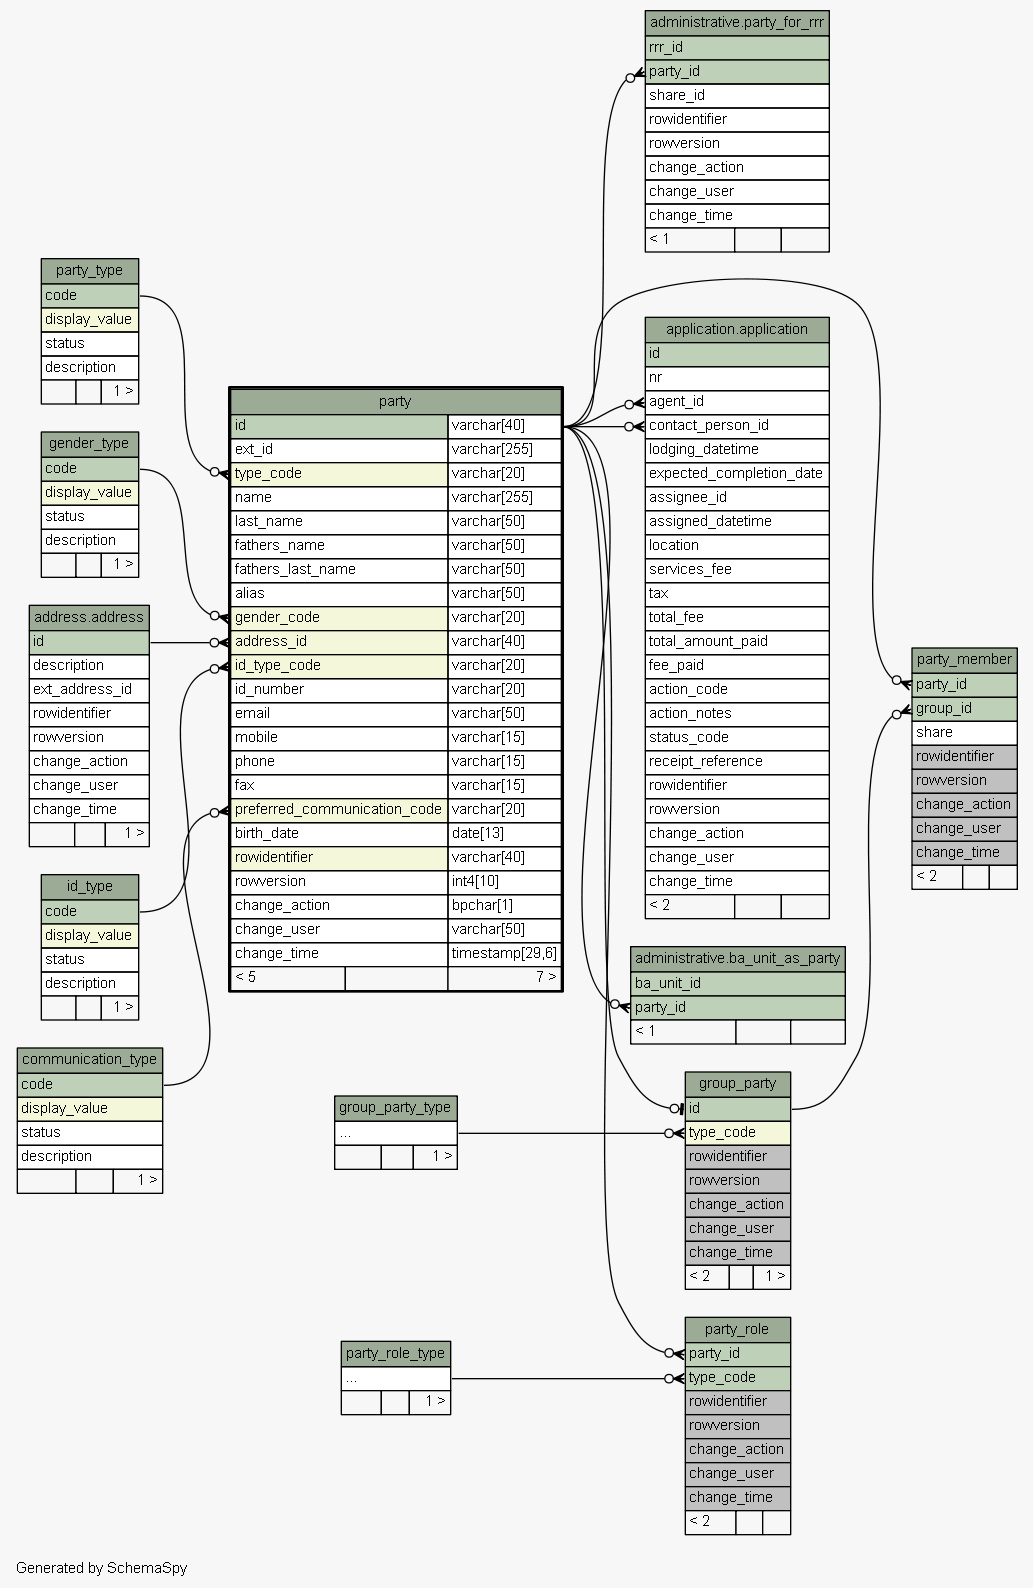 administrative.party_for_rrr
rrr_id
party_id
share_id
rowidentifier
rowversion
change_action
change_user
change_time
< 1
party_type
code
display_value
status
description
1 >
gender_type
code
display_value
status
description
1 >
address.address
id
description
ext_address_id
rowidentifier
rowversion
change_action
change_user
change_time
1 >
id_type
code
display_value
status
description
1 >
communication_type
code
display_value
status
description
1 >
party
id varchar[40]
ext_id varchar[255]
type_code varchar[20]
name varchar[255]
last_name varchar[50]
fathers_name varchar[50]
fathers_last_name varchar[50]
alias varchar[50]
gender_code varchar[20]
address_id varchar[40]
id_type_code varchar[20]
id_number varchar[20]
email varchar[50]
mobile varchar[15]
phone varchar[15]
fax varchar[15]
preferred_communication_code varchar[20]
birth_date date[13]
rowidentifier varchar[40]
rowversion int4[10]
change_action bpchar[1]
change_user varchar[50]
change_time timestamp[29,6]
< 5 7 >
application.application
id
nr
agent_id
contact_person_id
lodging_datetime
expected_completion_date
assignee_id
assigned_datetime
location
services_fee
tax
total_fee
total_amount_paid
fee_paid
action_code
action_notes
status_code
receipt_reference
rowidentifier
rowversion
change_action
change_user
change_time
< 2
party_member
party_id
group_id
share
rowidentifier
rowversion
change_action
change_user
change_time
< 2
administrative.ba_unit_as_party
ba_unit_id
party_id
< 1
group_party_type
...
1 >
group_party
id
type_code
rowidentifier
rowversion
change_action
change_user
change_time
< 2 1 >
party_role_type
...
1 >
party_role
party_id
type_code
rowidentifier
rowversion
change_action
change_user
change_time
< 2
Generated by SchemaSpy